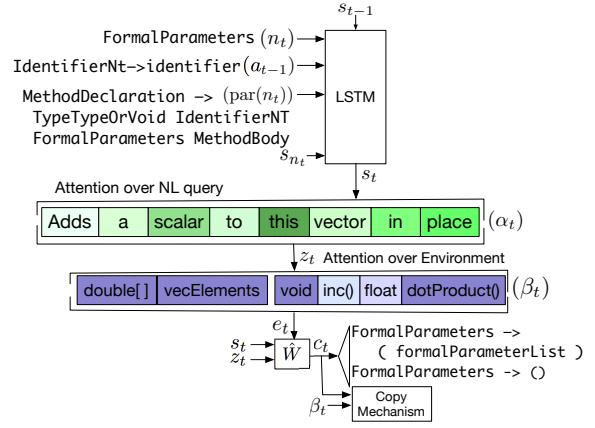 s_{t-1}
FormalParameters (n_t)
IdentifierNt->identifier(a_{t-1})
MethodDeclaration -> (par(n_t))
TypeTypeOrVoid IdentifierNT
FormalParameters MethodBody
s_{n_t}
LSTM
s_t
Attention over NL query
Adds a scalar to this vector in place (α_t)
z_t Attention over Environment
double[ ] vecElements void inc() float dotProduct() (β_t)
e_t
s_t
z_t
Ŵ
c_t
FormalParameters ->
( formalParameterList )
FormalParameters -> ()
β_t
Copy
Mechanism